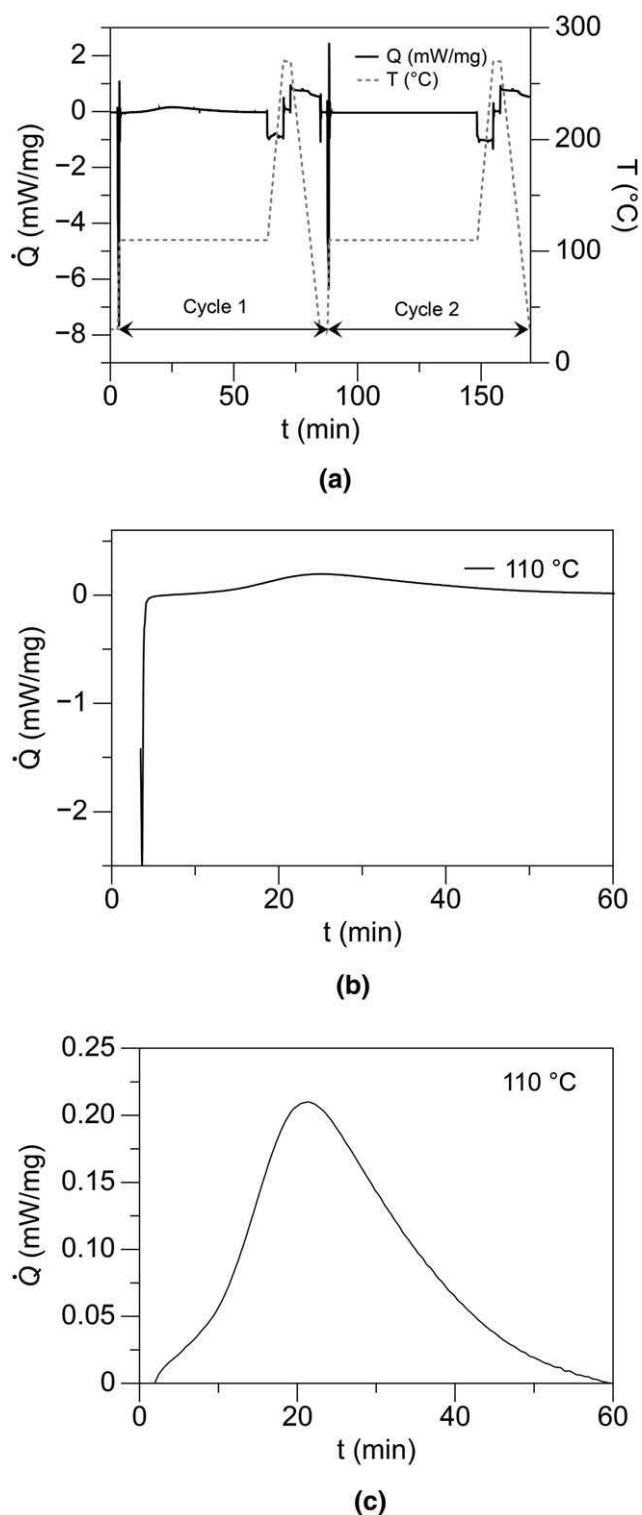 2
0
−2
−4
−6
−8
Q̇ (mW/mg)
Q (mW/mg)
T (°C)
300
200
100
0
T (°C)
Cycle 1
Cycle 2
0
50
100
150
t (min)
(a)
0
−1
−2
Q̇ (mW/mg)
110 °C
0
20
40
60
t (min)
(b)
0.25
0.20
0.15
0.10
0.05
0
Q̇ (mW/mg)
110 °C
0
20
40
60
t (min)
(c)